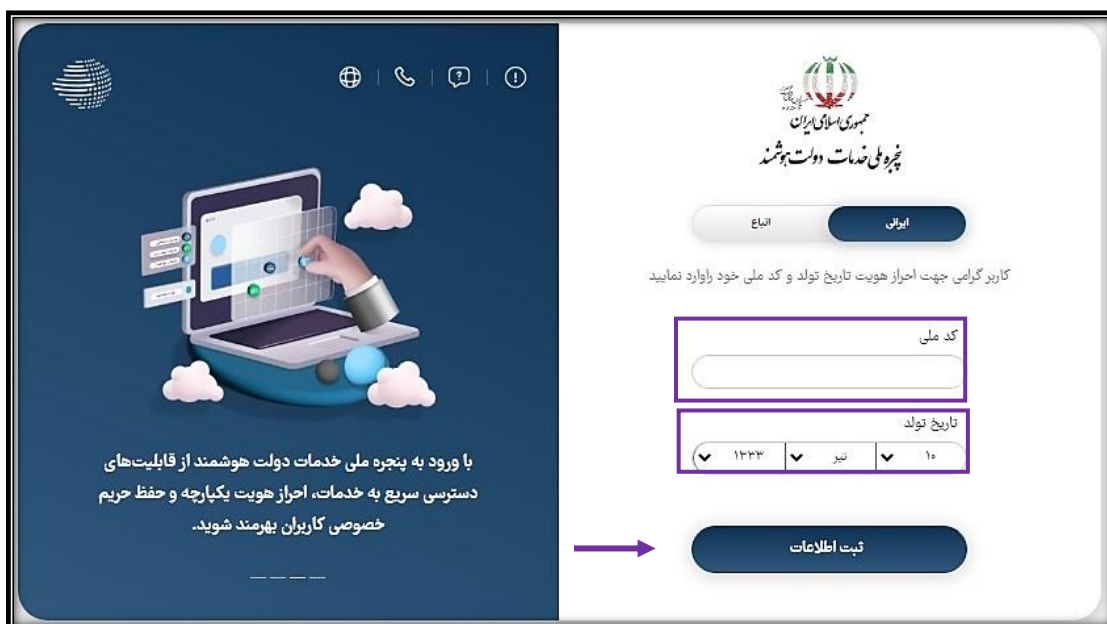 جمهوری اسلامی ایران
پنجره ملی خدمات دولت هوشمند
ایرانی
اتباع
کاربر گرامی جهت احراز هویت تاریخ تولد و کد ملی خود راوارد نمایید
کد ملی
تاریخ تولد
۱۰ تیر ۱۳۳۳
ثبت اطلاعات
با ورود به پنجره ملی خدمات دولت هوشمند از قابلیت‌های
دسترسی سریع به خدمات، احراز هویت یکپارچه و حفظ حریم
خصوصی کاربران بهرمند شوید.